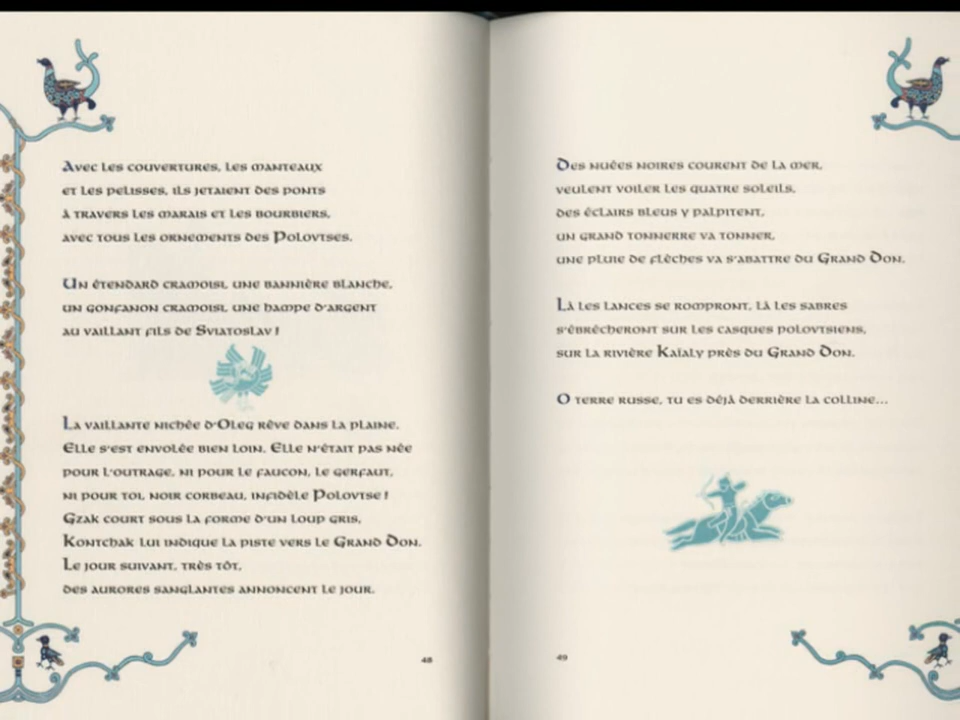 Avec les couvertures, les manteaux
et les pelisses, ils jetaient des ponts
à travers les marais et les bourbiers,
avec tous les ornements des Polovtses.
Un étendard cramoisi, une bannière blanche,
un gonfanon cramoisi, une hampe d'argent
au vaillant fils de Sviatoslav !
La vaillante nichée d'Oleg rêve dans la plaine.
Elle s'est envolée bien loin. Elle n'était pas née
pour l'outrage, ni pour le faucon, le gerfaut,
ni pour toi, noir corbeau, infidèle Polovtse !
Gzak court sous la forme d'un loup gris,
Kontchak lui indique la piste vers le Grand Don.
Le jour suivant, très tôt,
des aurores sanglantes annoncent le jour.
48
Des nuées noires courent de la mer,
veulent voiler les quatre soleils,
des éclairs bleus y palpitent,
un grand tonnerre va tonner,
une pluie de flèches va s'abattre du Grand Don.
Là les lances se rompront, là les sabres
s'ébrècheront sur les casques polovtsiens,
sur la rivière Kaïaly près du Grand Don.
O terre russe, tu es déjà derrière la colline...
49